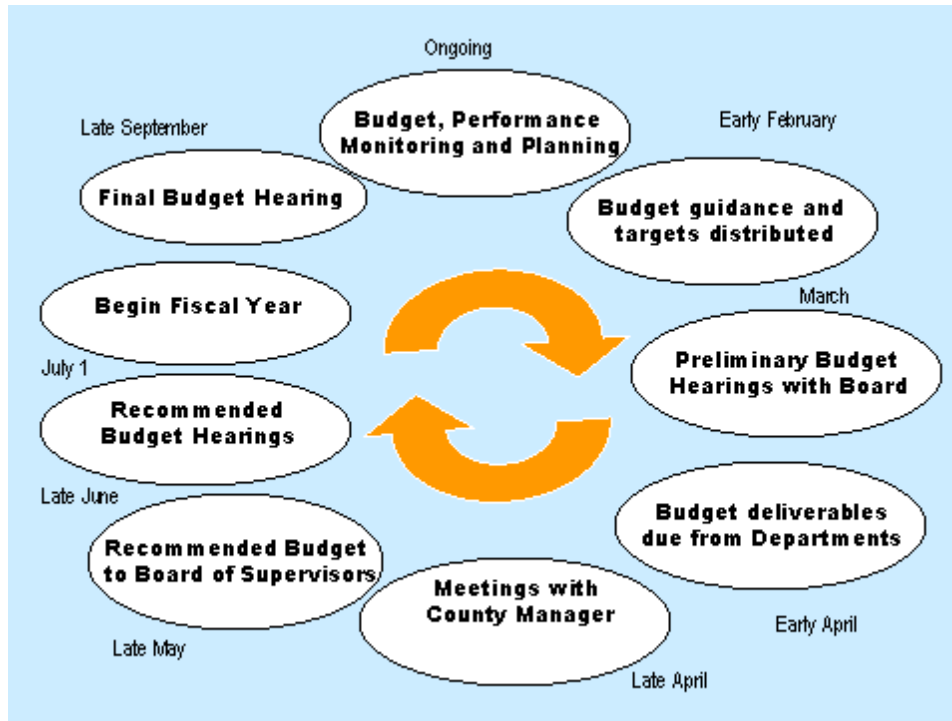 Ongoing
Budget, Performance
Monitoring and Planning
Early February
Budget guidance and
targets distributed
March
Preliminary Budget
Hearings with Board
Budget deliverables
due from Departments
Early April
Meetings with
County Manager
Late April
Recommended Budget
to Board of Supervisors
Late May
Recommended
Budget Hearings
Late June
Begin Fiscal Year
July 1
Late September
Final Budget Hearing